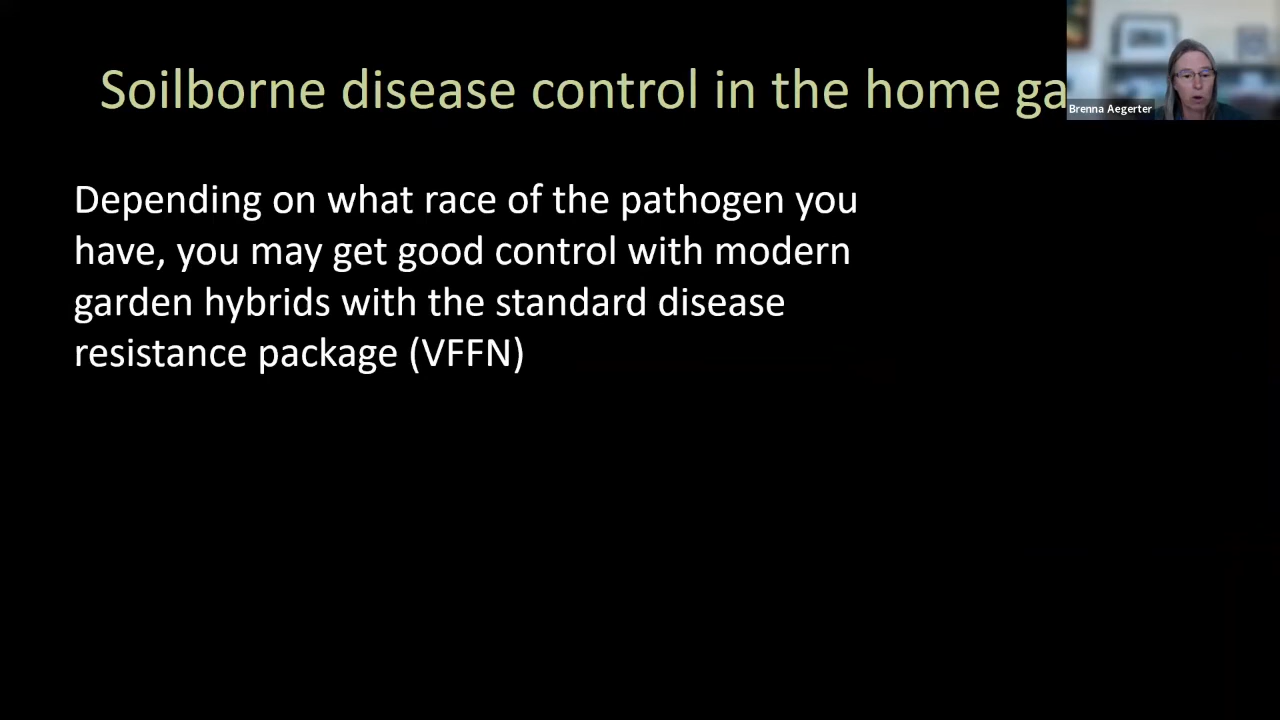 Soilborne disease control in the home ga
Brenna Aegerter
Depending on what race of the pathogen you
have, you may get good control with modern
garden hybrids with the standard disease
resistance package (VFFN)